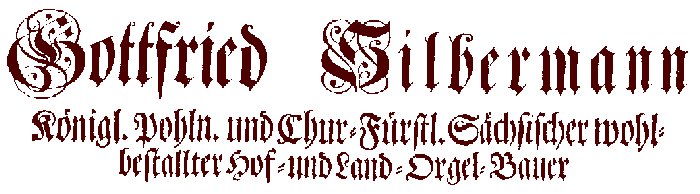 Gottfried Silbermann
Königl. Pohln. und Chur-Fürstl. Sächsischer wohl-
bestallter Hof-und Land-Orgel-Bauer